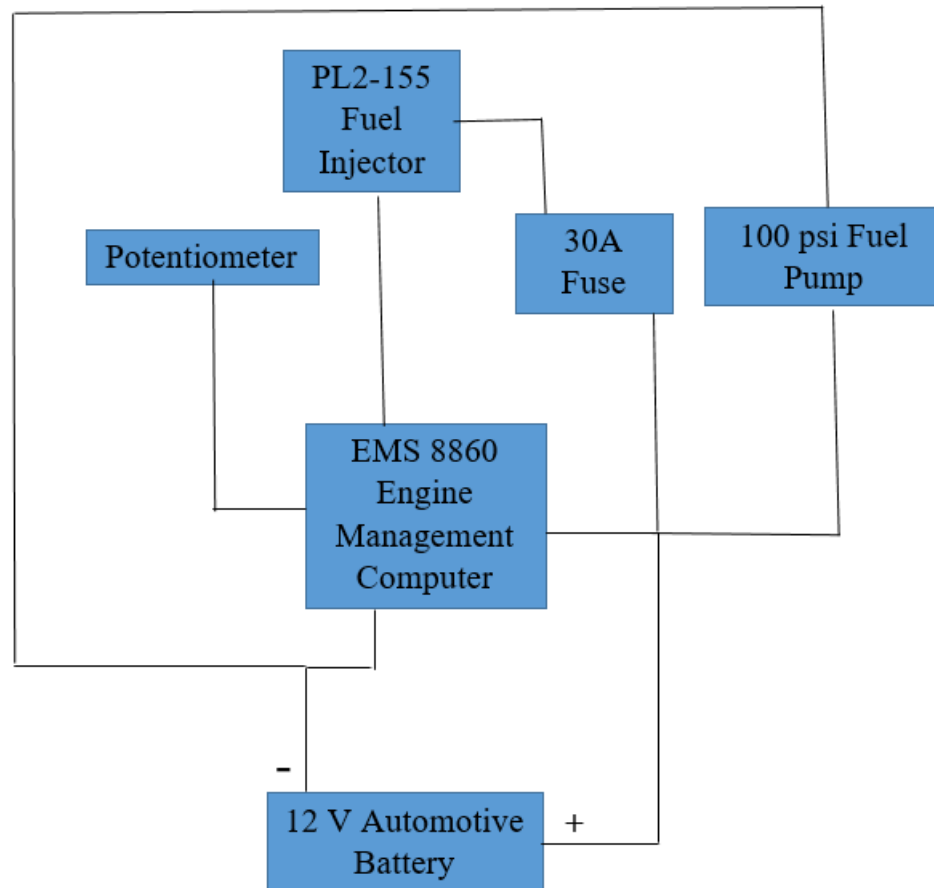 PL2-155
Fuel
Injector
Potentiometer
30A
Fuse
100 psi Fuel
Pump
EMS 8860
Engine
Management
Computer
-
12 V Automotive
Battery
+